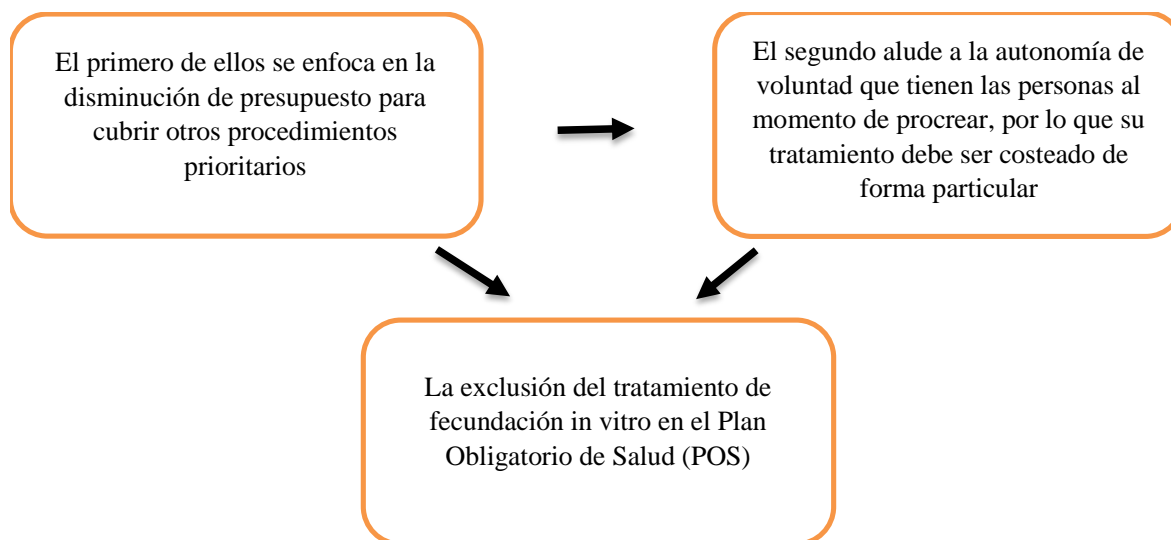 El primero de ellos se enfoca en la
disminución de presupuesto para
cubrir otros procedimientos
prioritarios
El segundo alude a la autonomía de
voluntad que tienen las personas al
momento de procrear, por lo que su
tratamiento debe ser costeado de
forma particular
La exclusión del tratamiento de
fecundación in vitro en el Plan
Obligatorio de Salud (POS)